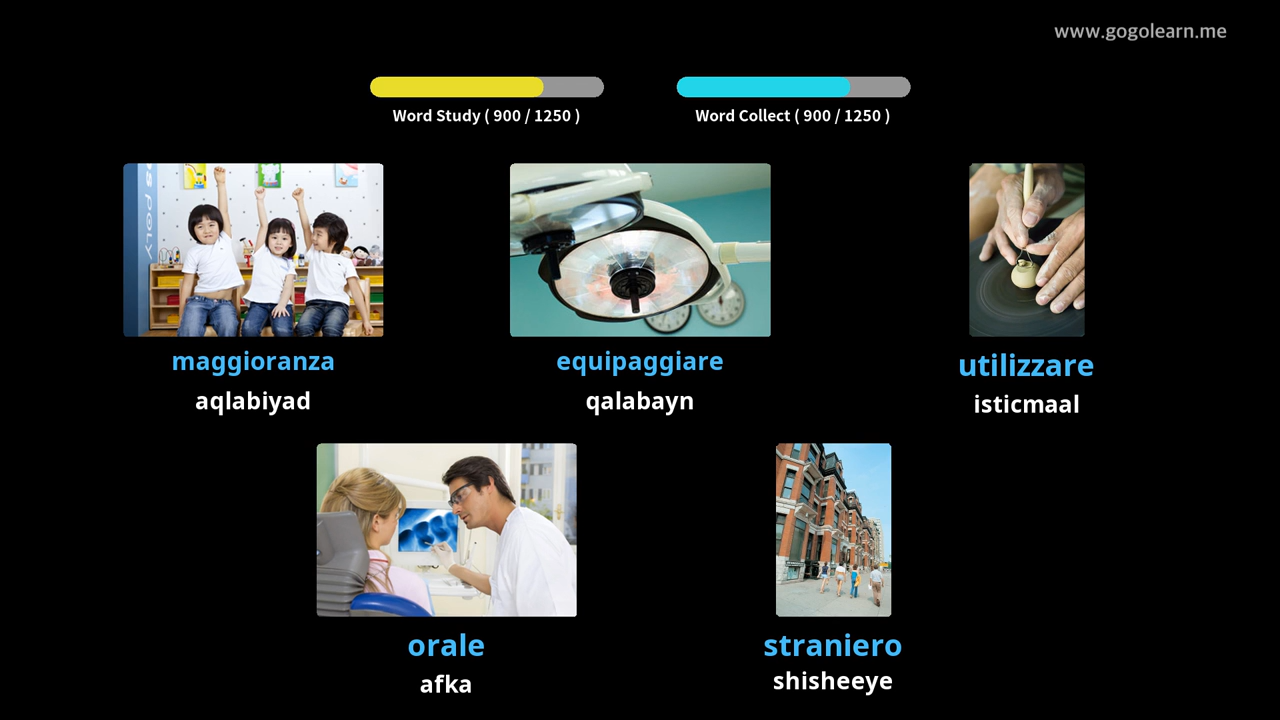 www.gogolearn.me
Word Study ( 900 / 1250 )
Word Collect ( 900 / 1250 )
maggioranza
aqlabiyad
equipaggiare
qalabayn
utilizzare
isticmaal
orale
afka
straniero
shisheeye